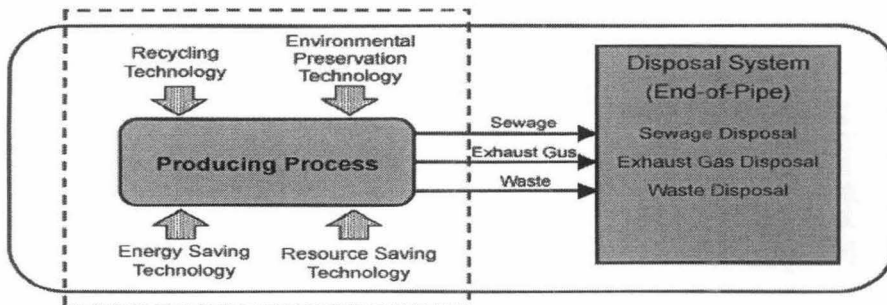 Recycling
Technology
Environmental
Preservation
Technology
Producing Process
Energy Saving
Technology
Resource Saving
Technology
Sewage
Exhaust Gus
Waste
Disposal System
(End-of-Pipe)
Sewage Disposal
Exhaust Gas Disposal
Waste Disposal